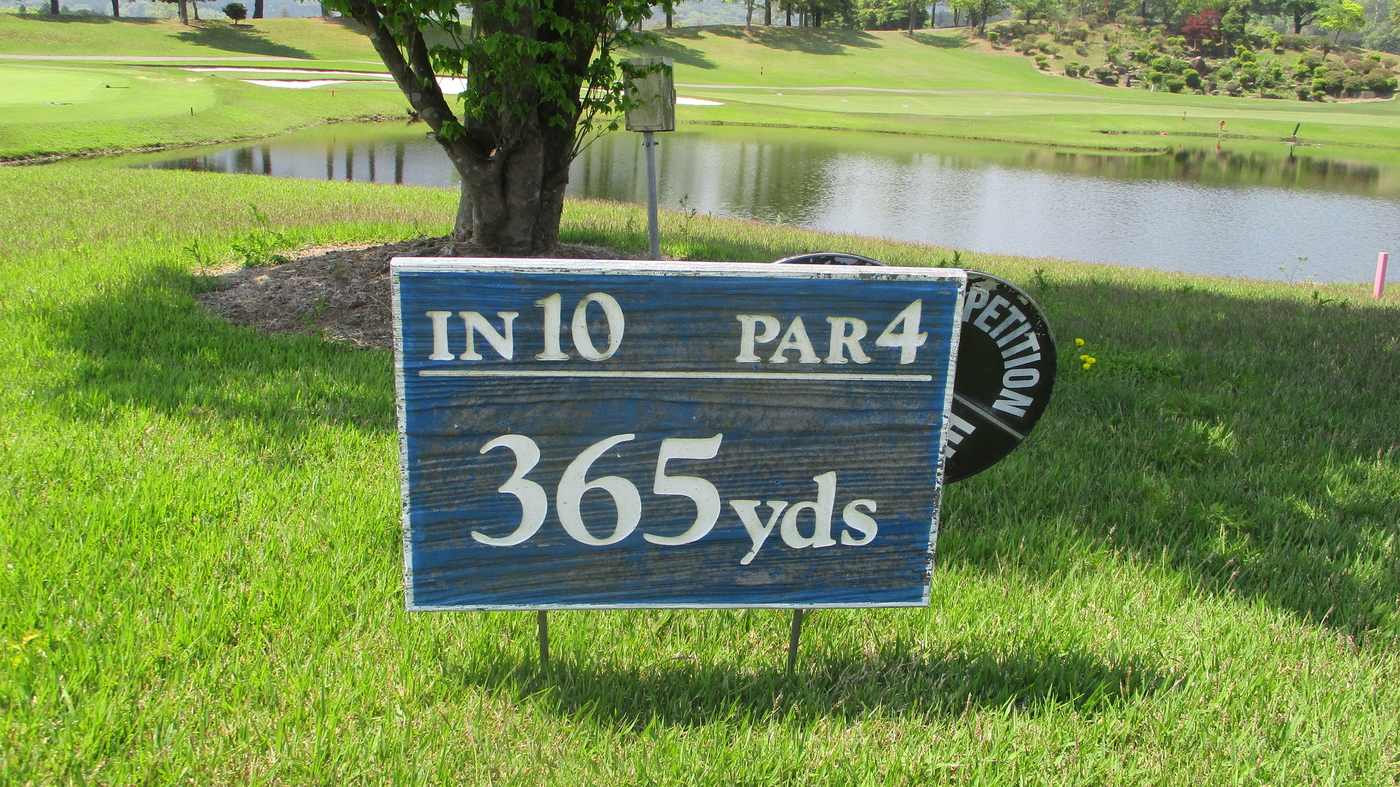 IN 10 PAR 4
365 yds
PETITION
E